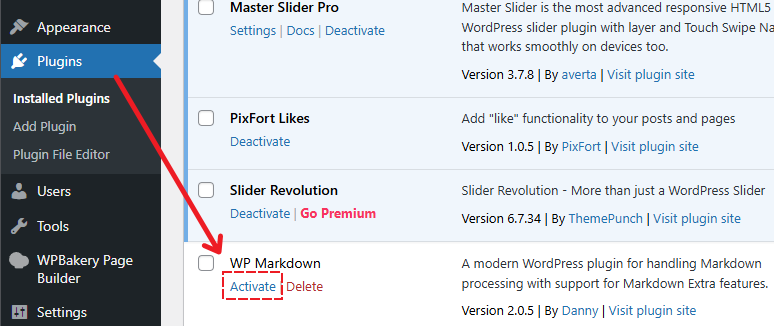 Appearance
Plugins
Installed Plugins
Add Plugin
Plugin File Editor
Users
Tools
WPBakery Page
Builder
Settings
Master Slider Pro
Settings | Docs | Deactivate
Master Slider is the most advanced responsive HTML5
WordPress slider plugin with layer and Touch Swipe Na
that works smoothly on devices too.
Version 3.7.8 | By averta | Visit plugin site
PixFort Likes
Deactivate
Add "like" functionality to your posts and pages
Version 1.0.5 | By PixFort | Visit plugin site
Slider Revolution
Deactivate | Go Premium
Slider Revolution - More than just a WordPress Slider
Version 6.7.34 | By ThemePunch | Visit plugin site
WP Markdown
Activate Delete
A modern WordPress plugin for handling Markdown
processing with support for Markdown Extra features.
Version 2.0.5 | By Danny | Visit plugin site